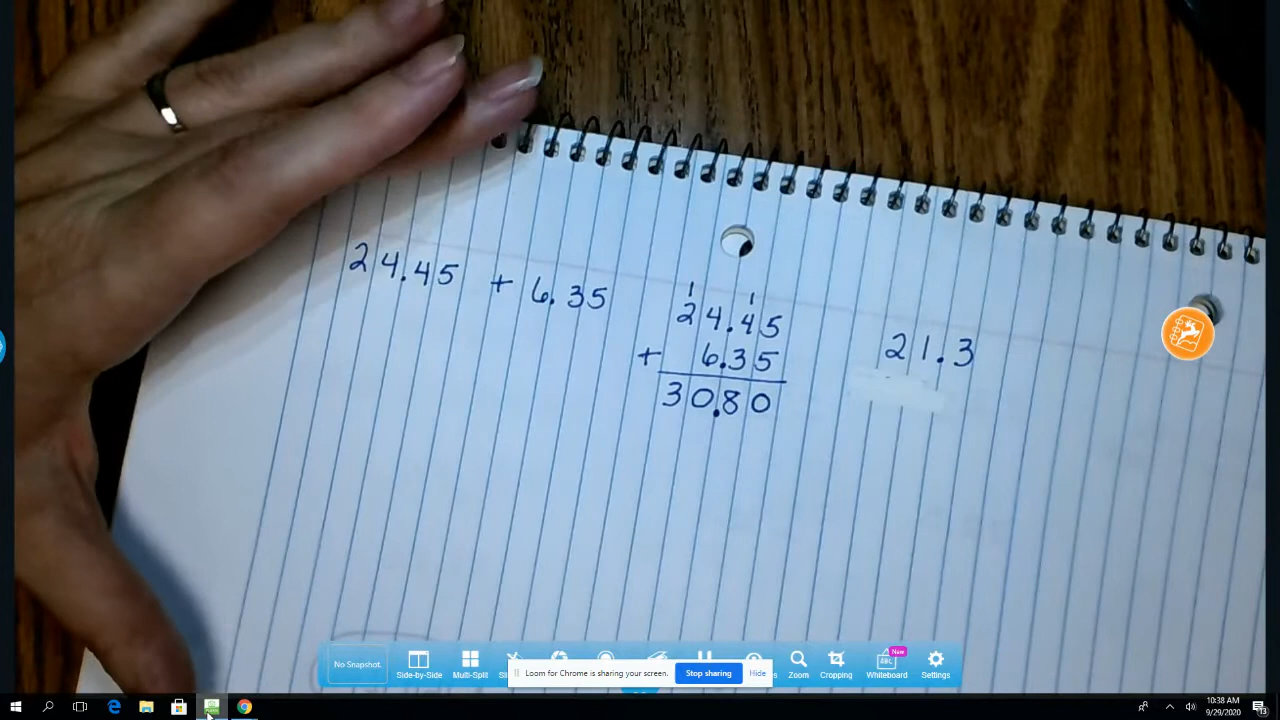 24.45 + 6.35
1 1
24.45
+ 6.35
30.80
21.3
No Snapshot.
Side-by-Side
Multi-Split
Zoom
Cropping
New
Whiteboard
Settings
Loom for Chrome is sharing your screen.
Stop sharing
Hide
10:38 AM
9/29/2020
13